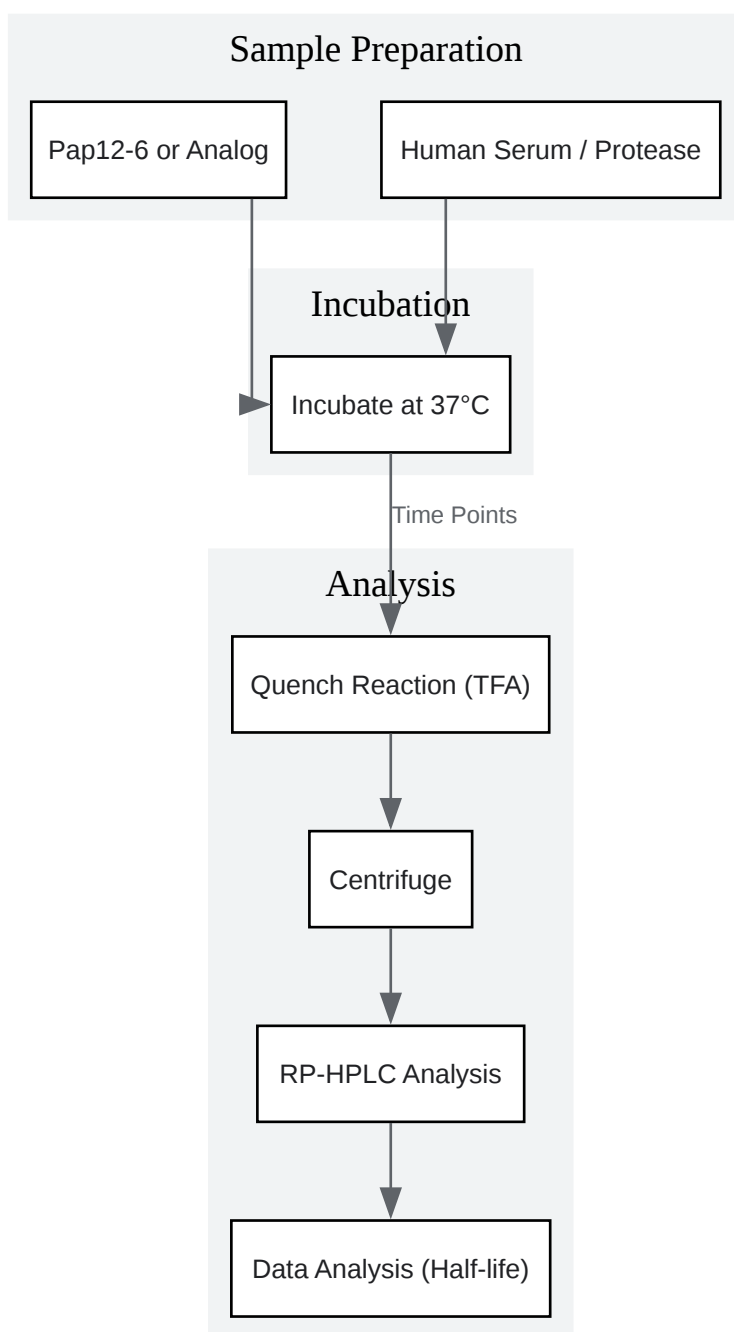 Sample Preparation
Pap12-6 or Analog
Human Serum / Protease
Incubation
Incubate at 37°C
Time Points
Analysis
Quench Reaction (TFA)
Centrifuge
RP-HPLC Analysis
Data Analysis (Half-life)